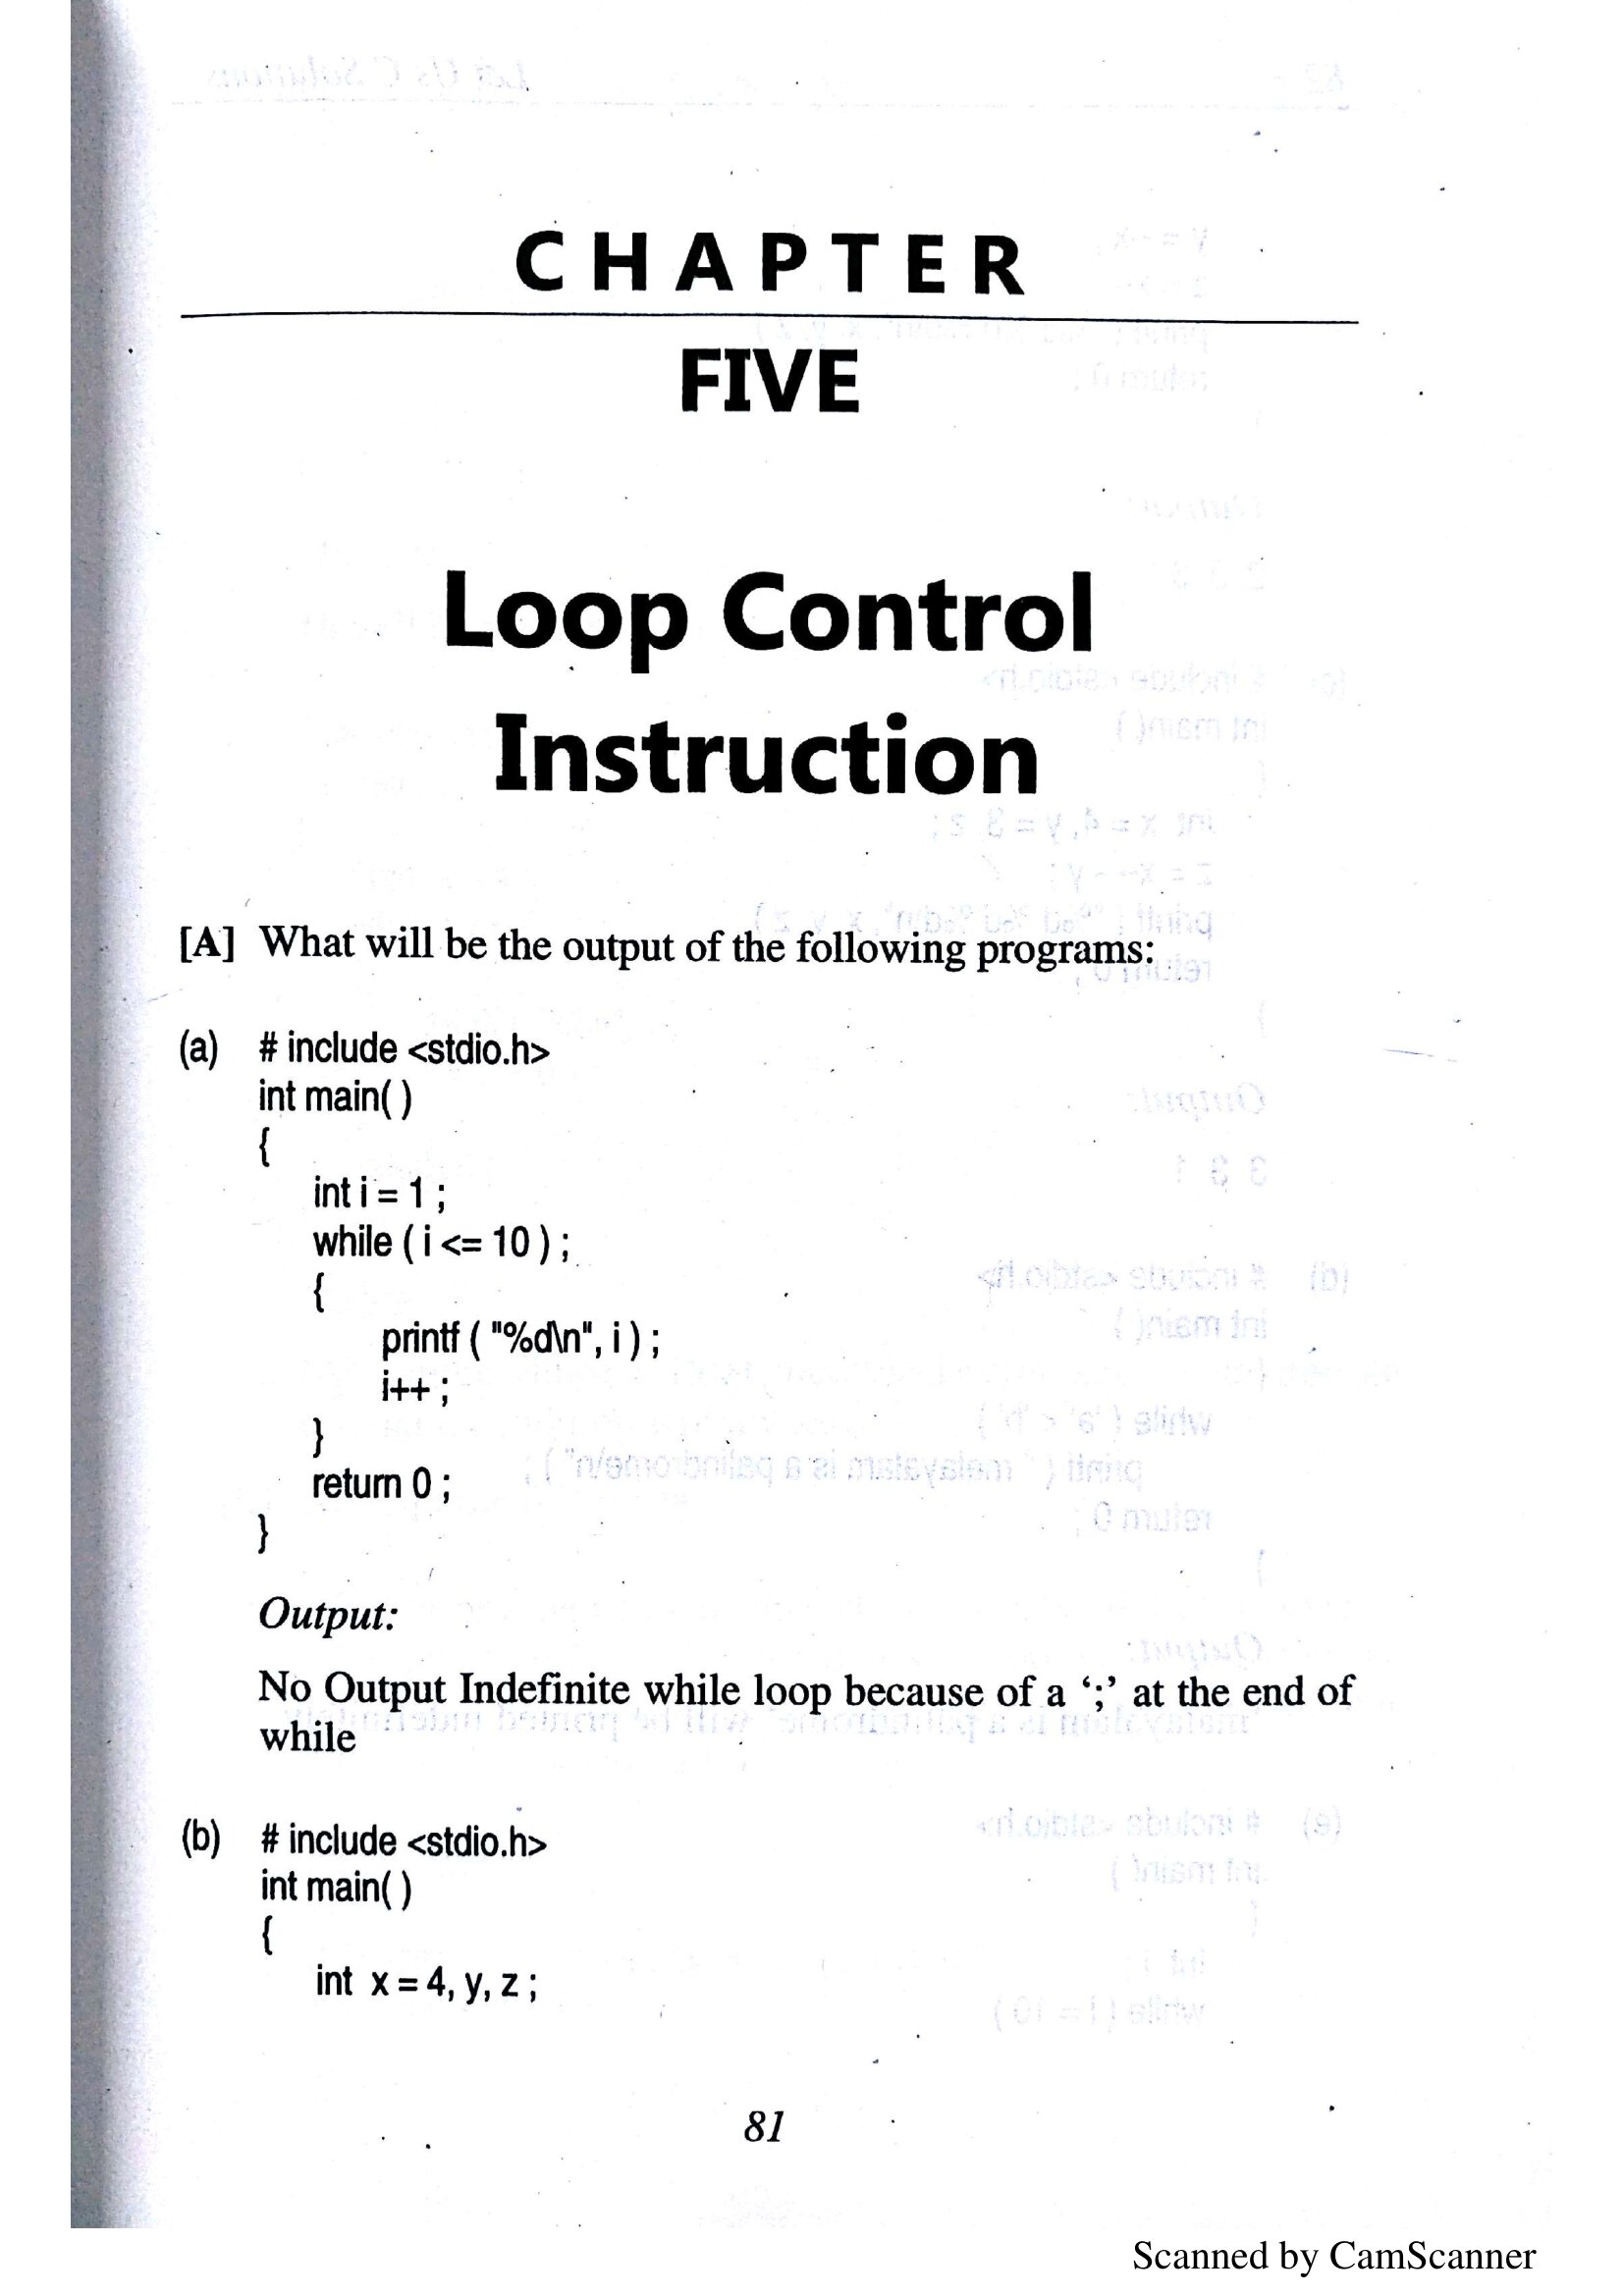 CHAPTER
FIVE
Loop Control
Instruction
[A] What will be the output of the following programs:
(a) # include <stdio.h>
int main( )
{
int i = 1 ;
while ( i <= 10 ) ;
{
printf ( "%d\n", i ) ;
i++ ;
}
return 0 ;
}
Output:
No Output Indefinite while loop because of a ‘;’ at the end of
while
(b) # include <stdio.h>
int main( )
{
int x = 4, y, z ;
81
Scanned by CamScanner